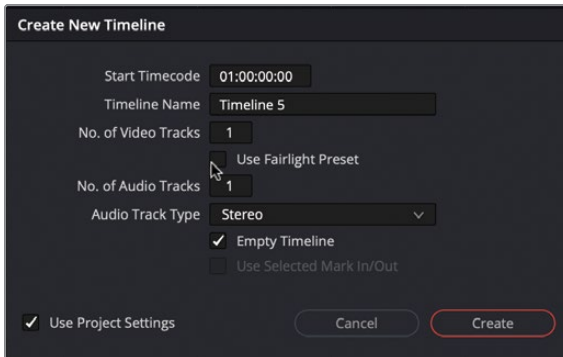 Create New Timeline
Start Timecode 01:00:00:00
Timeline Name Timeline 5
No. of Video Tracks 1
Use Fairlight Preset
No. of Audio Tracks 1
Audio Track Type Stereo
Empty Timeline
Use Selected Mark In/Out
Use Project Settings Cancel Create